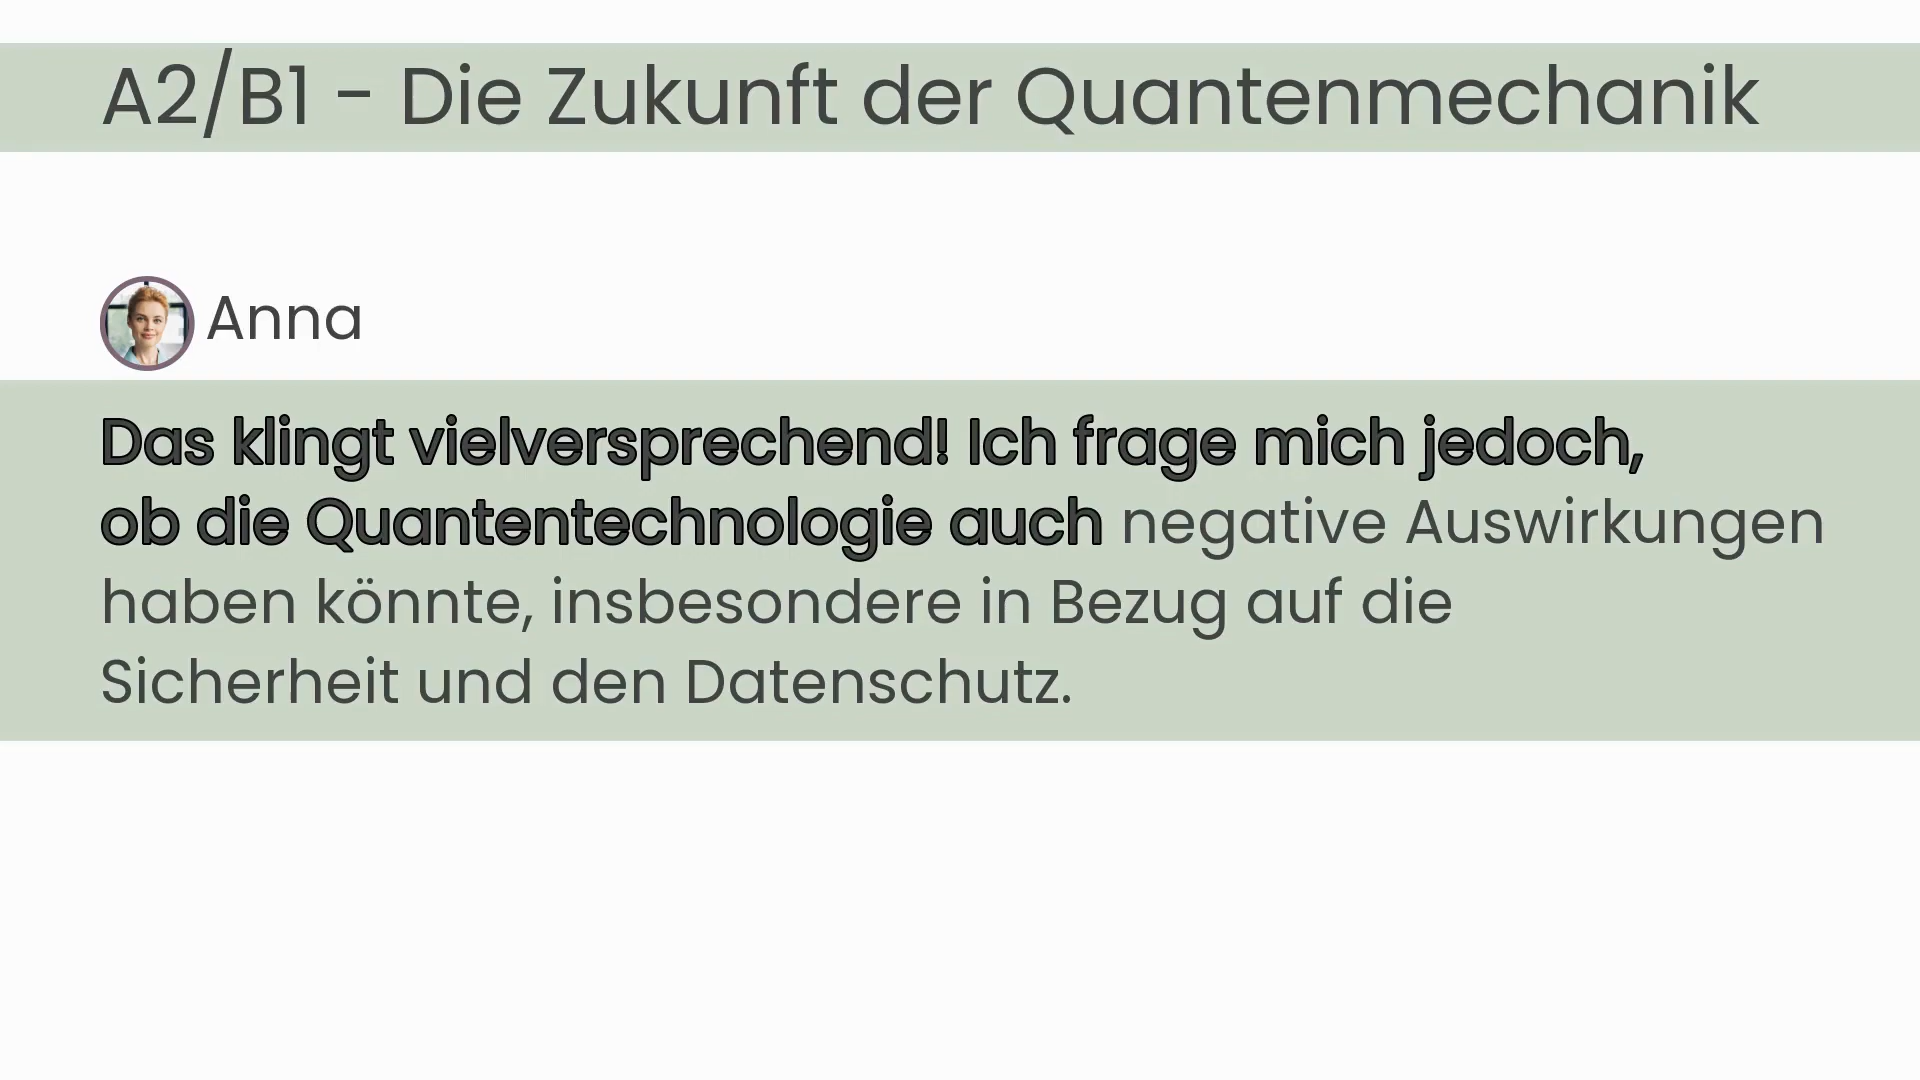 A2/B1 - Die Zukunft der Quantenmechanik
Anna
Das klingt vielversprechend! Ich frage mich jedoch,
ob die Quantentechnologie auch negative Auswirkungen
haben könnte, insbesondere in Bezug auf die
Sicherheit und den Datenschutz.